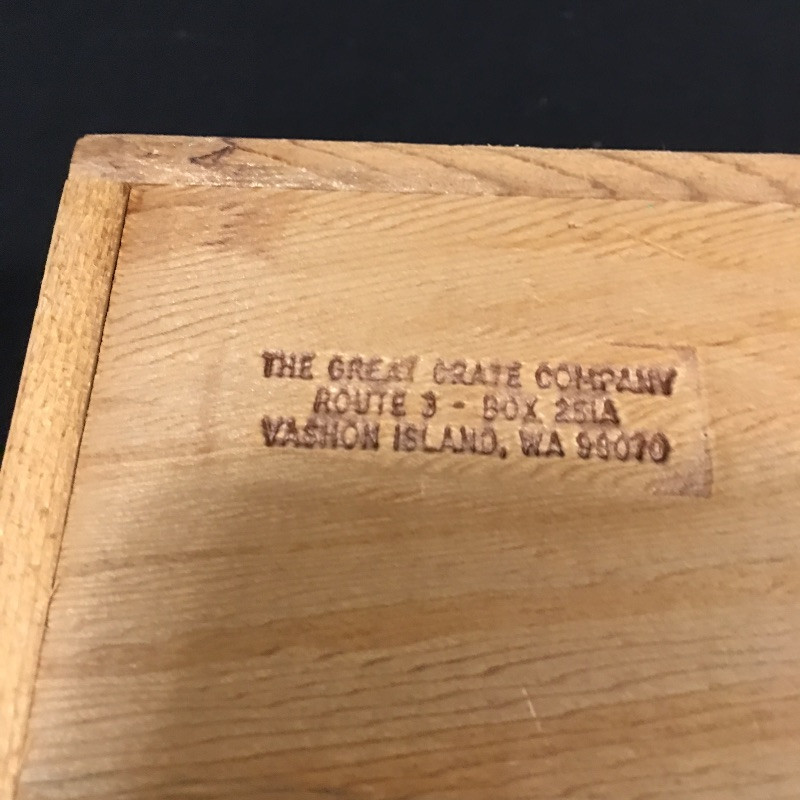 THE GREAT CRATE COMPANY
ROUTE 3 - BOX 251A
VASHON ISLAND, WA 98070